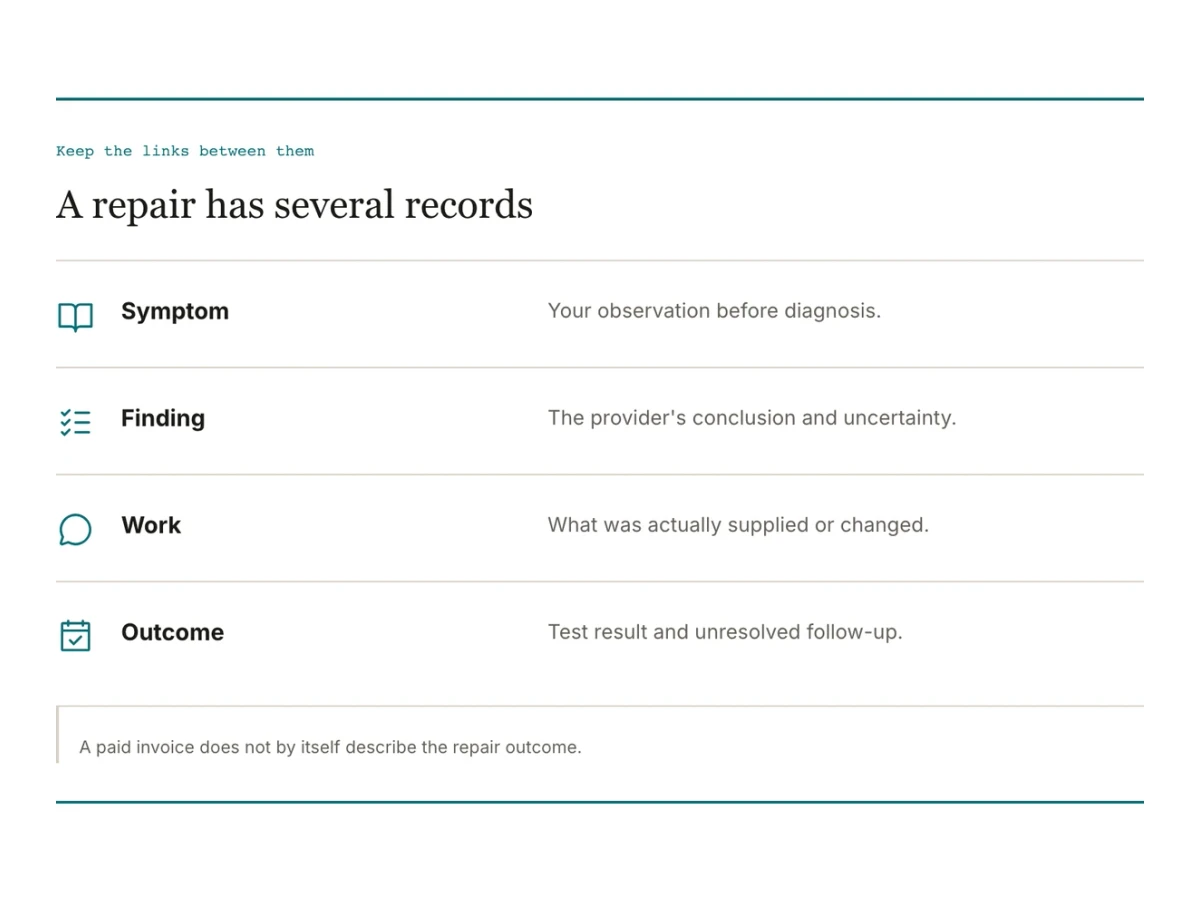 Keep the links between them
A repair has several records
Symptom
Your observation before diagnosis.
Finding
The provider's conclusion and uncertainty.
Work
What was actually supplied or changed.
Outcome
Test result and unresolved follow-up.
A paid invoice does not by itself describe the repair outcome.